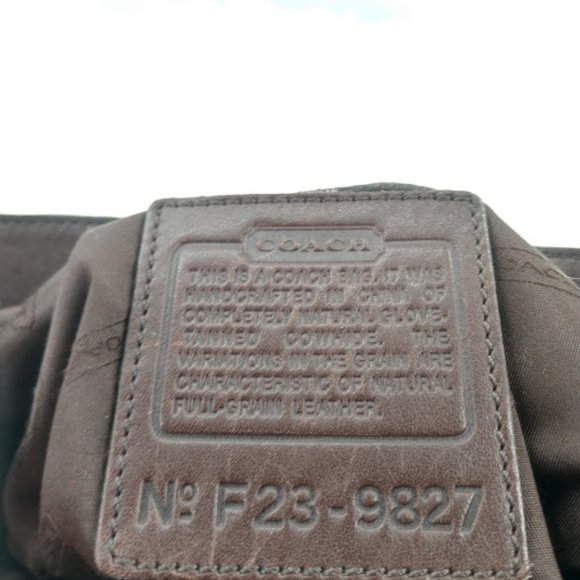 COACH
THIS IS A COACH BAG. IT WAS
HANDCRAFTED IN CHINA OF
COMPLETELY NATURAL GLOVE-
TANNED COWHIDE. THE
VARIATIONS IN THE GRAIN ARE
CHARACTERISTIC OF NATURAL
FULL-GRAIN LEATHER.
Nº F23-9827